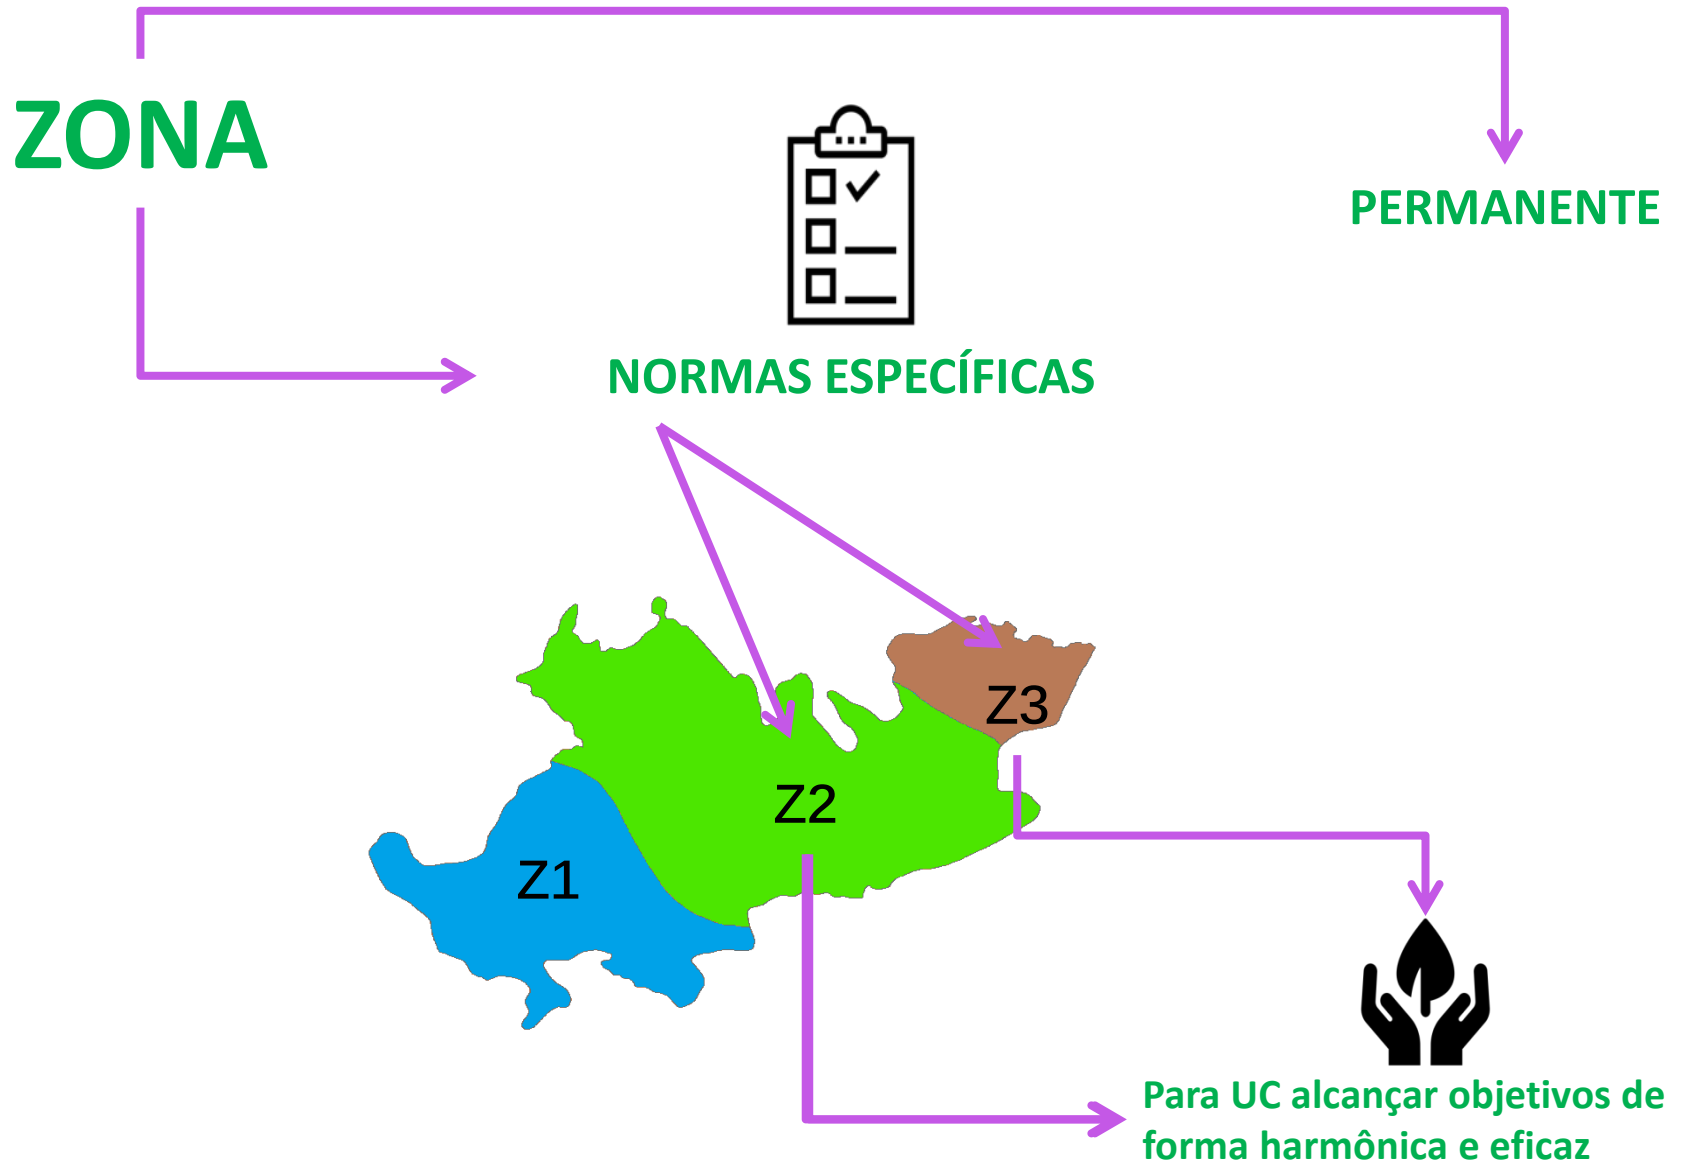 ZONA
PERMANENTE
NORMAS ESPECÍFICAS
Z3
Z2
Z1
Para UC alcançar objetivos de
forma harmônica e eficaz